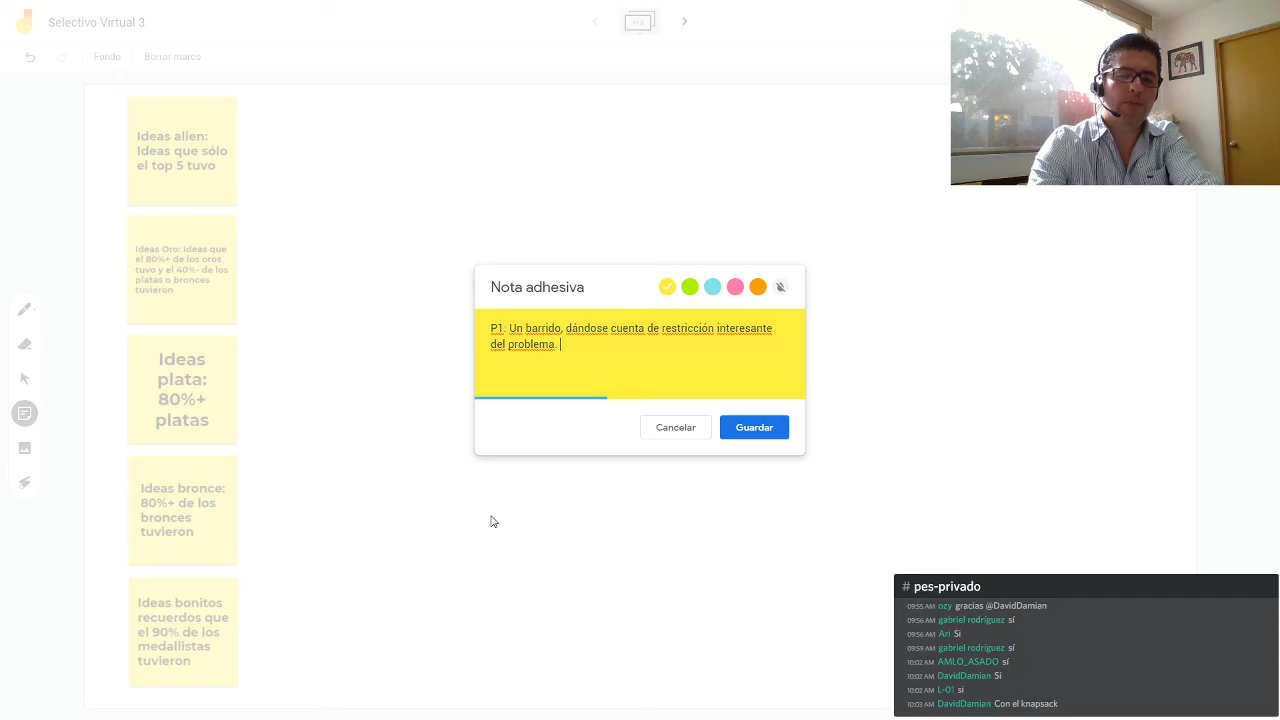 Selectivo Virtual 3
1/3
Fondo
Borrar marco
Ideas alien:
Ideas que sólo
el top 5 tuvo
Ideas Oro: Ideas que
el 80%+ de los oros
tuvo y el 40%- de los
platas o bronces
tuvieron
Ideas
plata:
80%+
platas
Ideas bronce:
80%+ de los
bronces
tuvieron
Ideas bonitos
recuerdos que
el 90% de los
medallistas
tuvieron
Nota adhesiva
P1: Un barrido, dándose cuenta de restricción interesante
del problema.
Cancelar
Guardar
# pes-privado
09:55 AM ozy gracias @DavidDamian
09:56 AM gabriel rodríguez sí
09:56 AM Ari Si
09:59 AM gabriel rodríguez sí
10:02 AM AMLO_ASADO sí
10:02 AM DavidDamian Sí
10:02 AM L-01 si
10:03 AM DavidDamian Con el knapsack